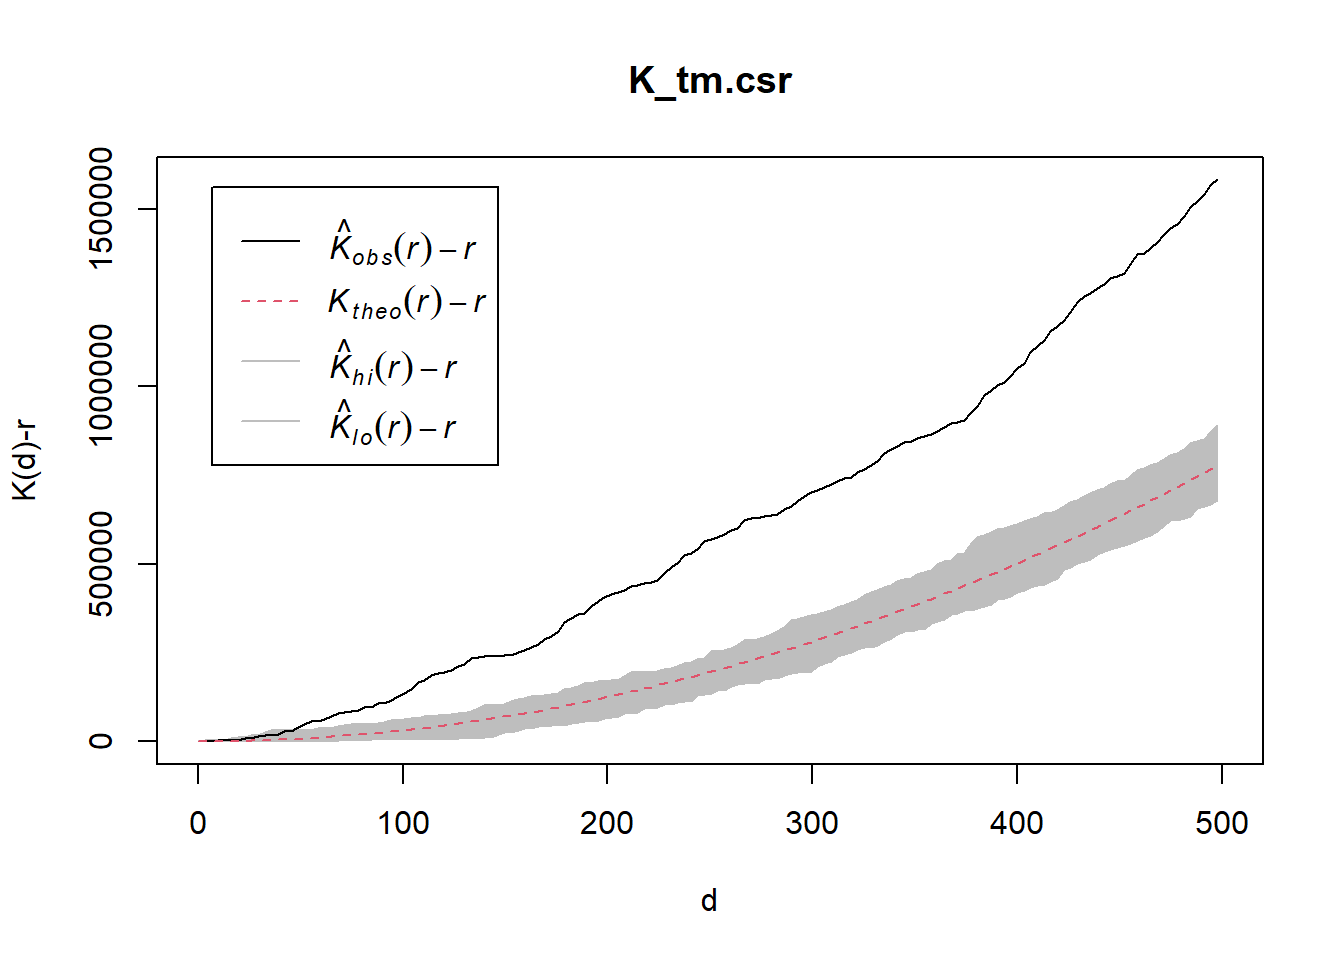 K_tm.csr
K̂obs(r) − r
Ktheo(r) − r
K̂hi(r) − r
K̂lo(r) − r
K(d)-r
1500000
1000000
500000
0
0 100 200 300 400 500
d